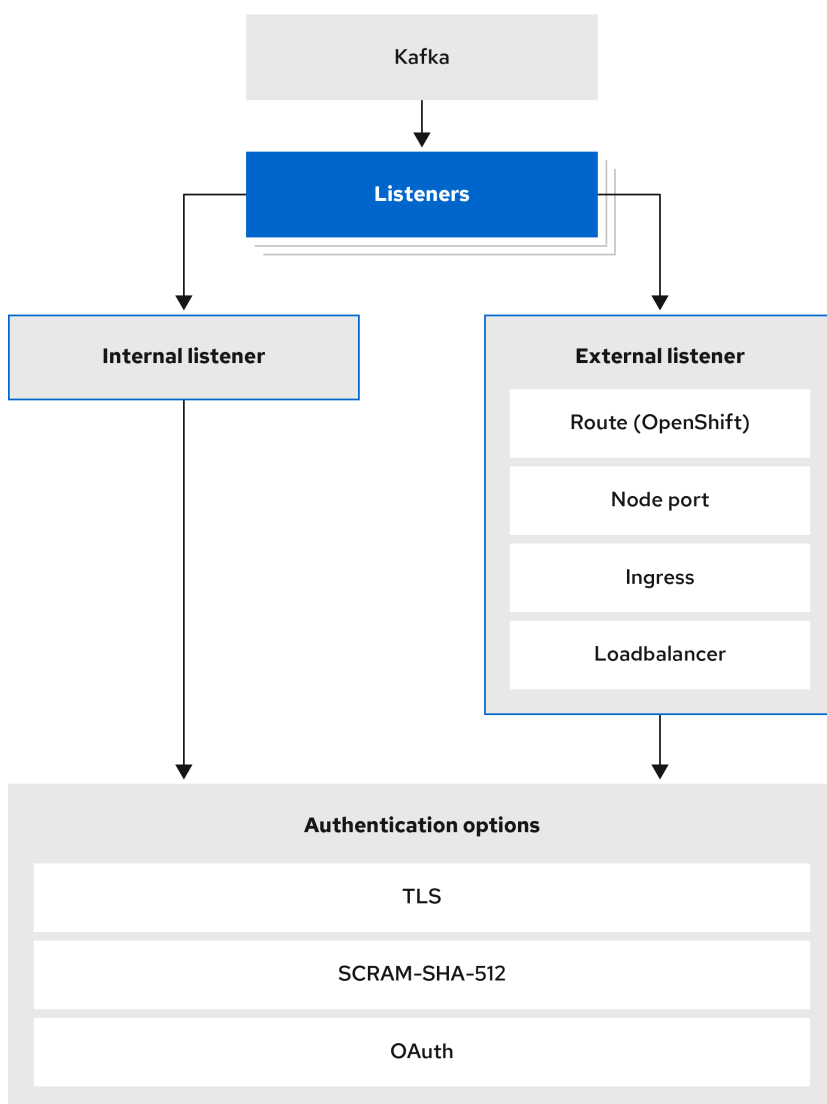 Kafka
Listeners
Internal listener
External listener
Route (OpenShift)
Node port
Ingress
Loadbalancer
Authentication options
TLS
SCRAM-SHA-512
OAuth